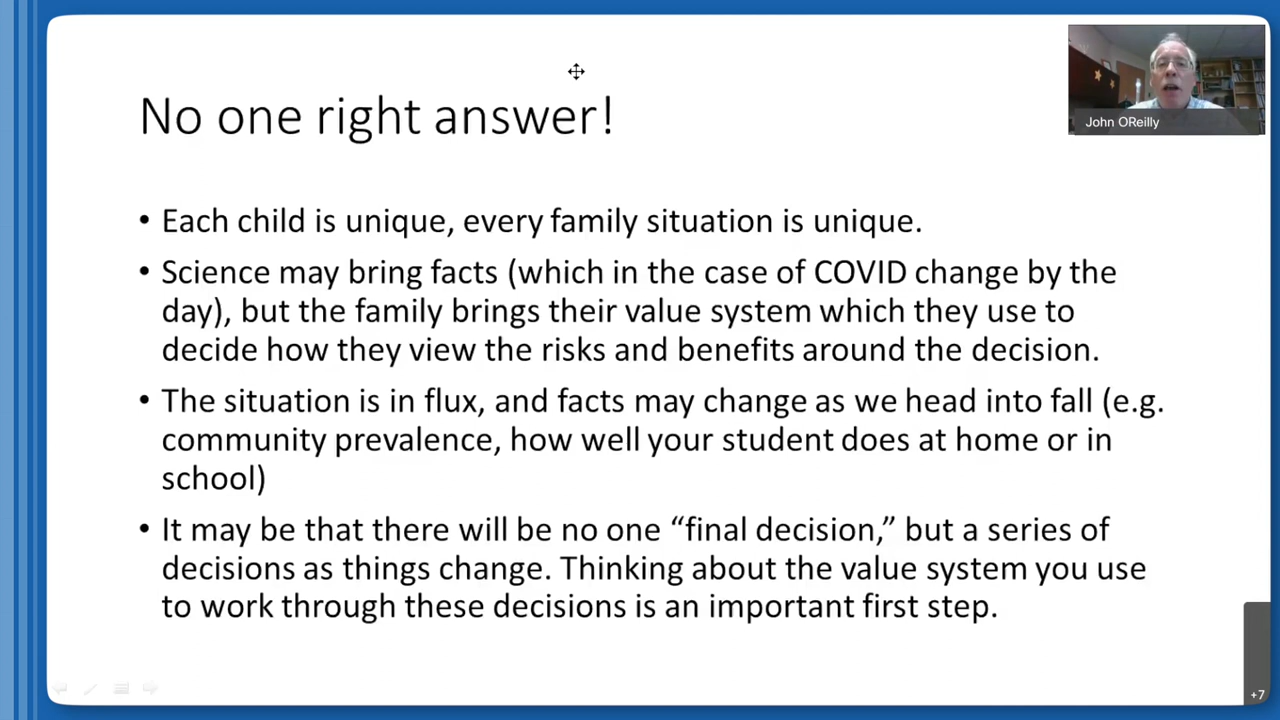 No one right answer!
John OReilly
• Each child is unique, every family situation is unique.
• Science may bring facts (which in the case of COVID change by the
day), but the family brings their value system which they use to
decide how they view the risks and benefits around the decision.
• The situation is in flux, and facts may change as we head into fall (e.g.
community prevalence, how well your student does at home or in
school)
• It may be that there will be no one “final decision,” but a series of
decisions as things change. Thinking about the value system you use
to work through these decisions is an important first step.
+7